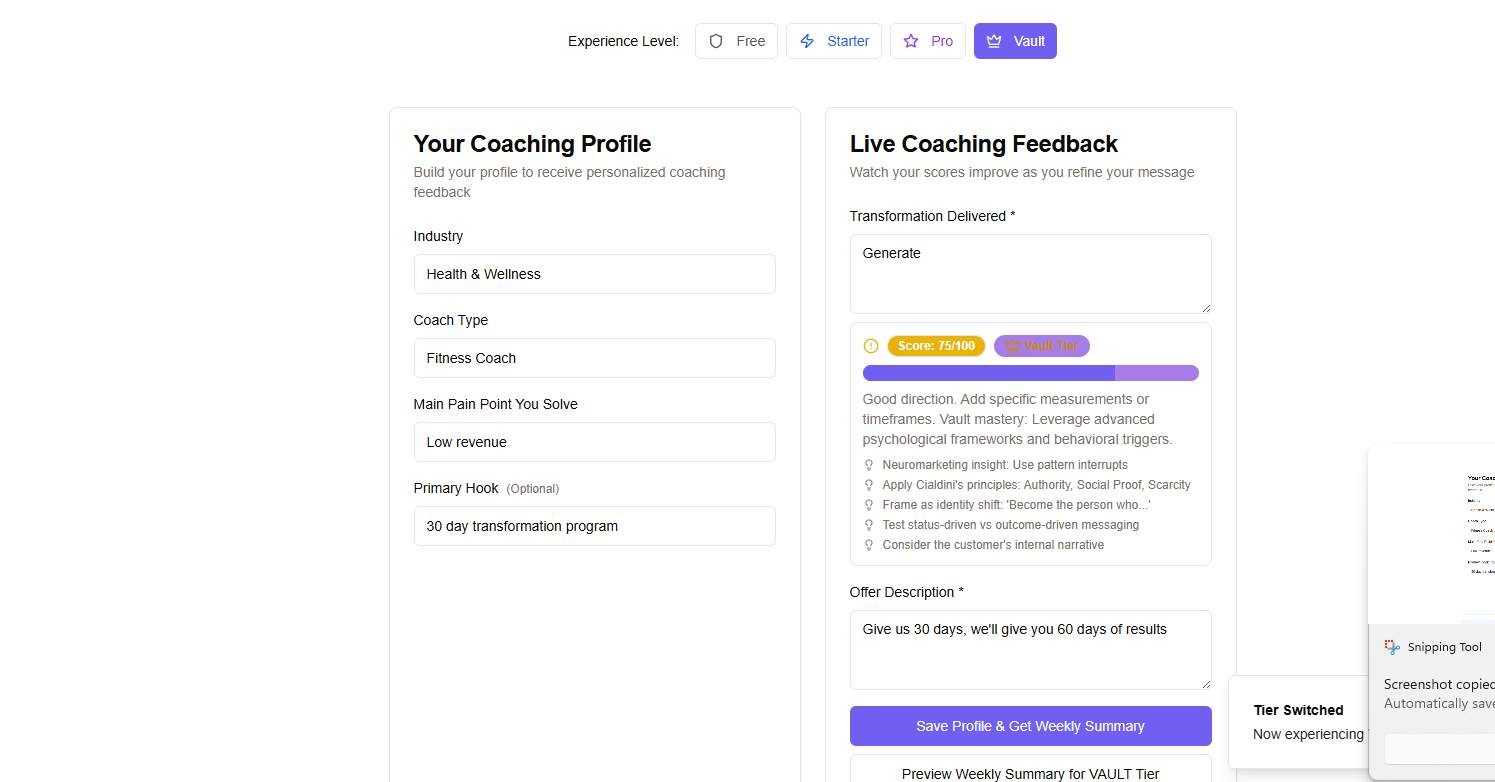 Experience Level: Free Starter Pro Vault
Your Coaching Profile
Build your profile to receive personalized coaching
feedback
Industry
Health & Wellness
Coach Type
Fitness Coach
Main Pain Point You Solve
Low revenue
Primary Hook (Optional)
30 day transformation program
Live Coaching Feedback
Watch your scores improve as you refine your message
Transformation Delivered *
Generate
Score: 75/100 Vault Tier
Good direction. Add specific measurements or
timeframes. Vault mastery: Leverage advanced
psychological frameworks and behavioral triggers.
Neuromarketing insight: Use pattern interrupts
Apply Cialdini's principles: Authority, Social Proof, Scarcity
Frame as identity shift: 'Become the person who...'
Test status-driven vs outcome-driven messaging
Consider the customer's internal narrative
Offer Description *
Give us 30 days, we'll give you 60 days of results
Save Profile & Get Weekly Summary
Preview Weekly Summary for VAULT Tier
Tier Switched
Now experiencing
Snipping Tool
Screenshot copied
Automatically save